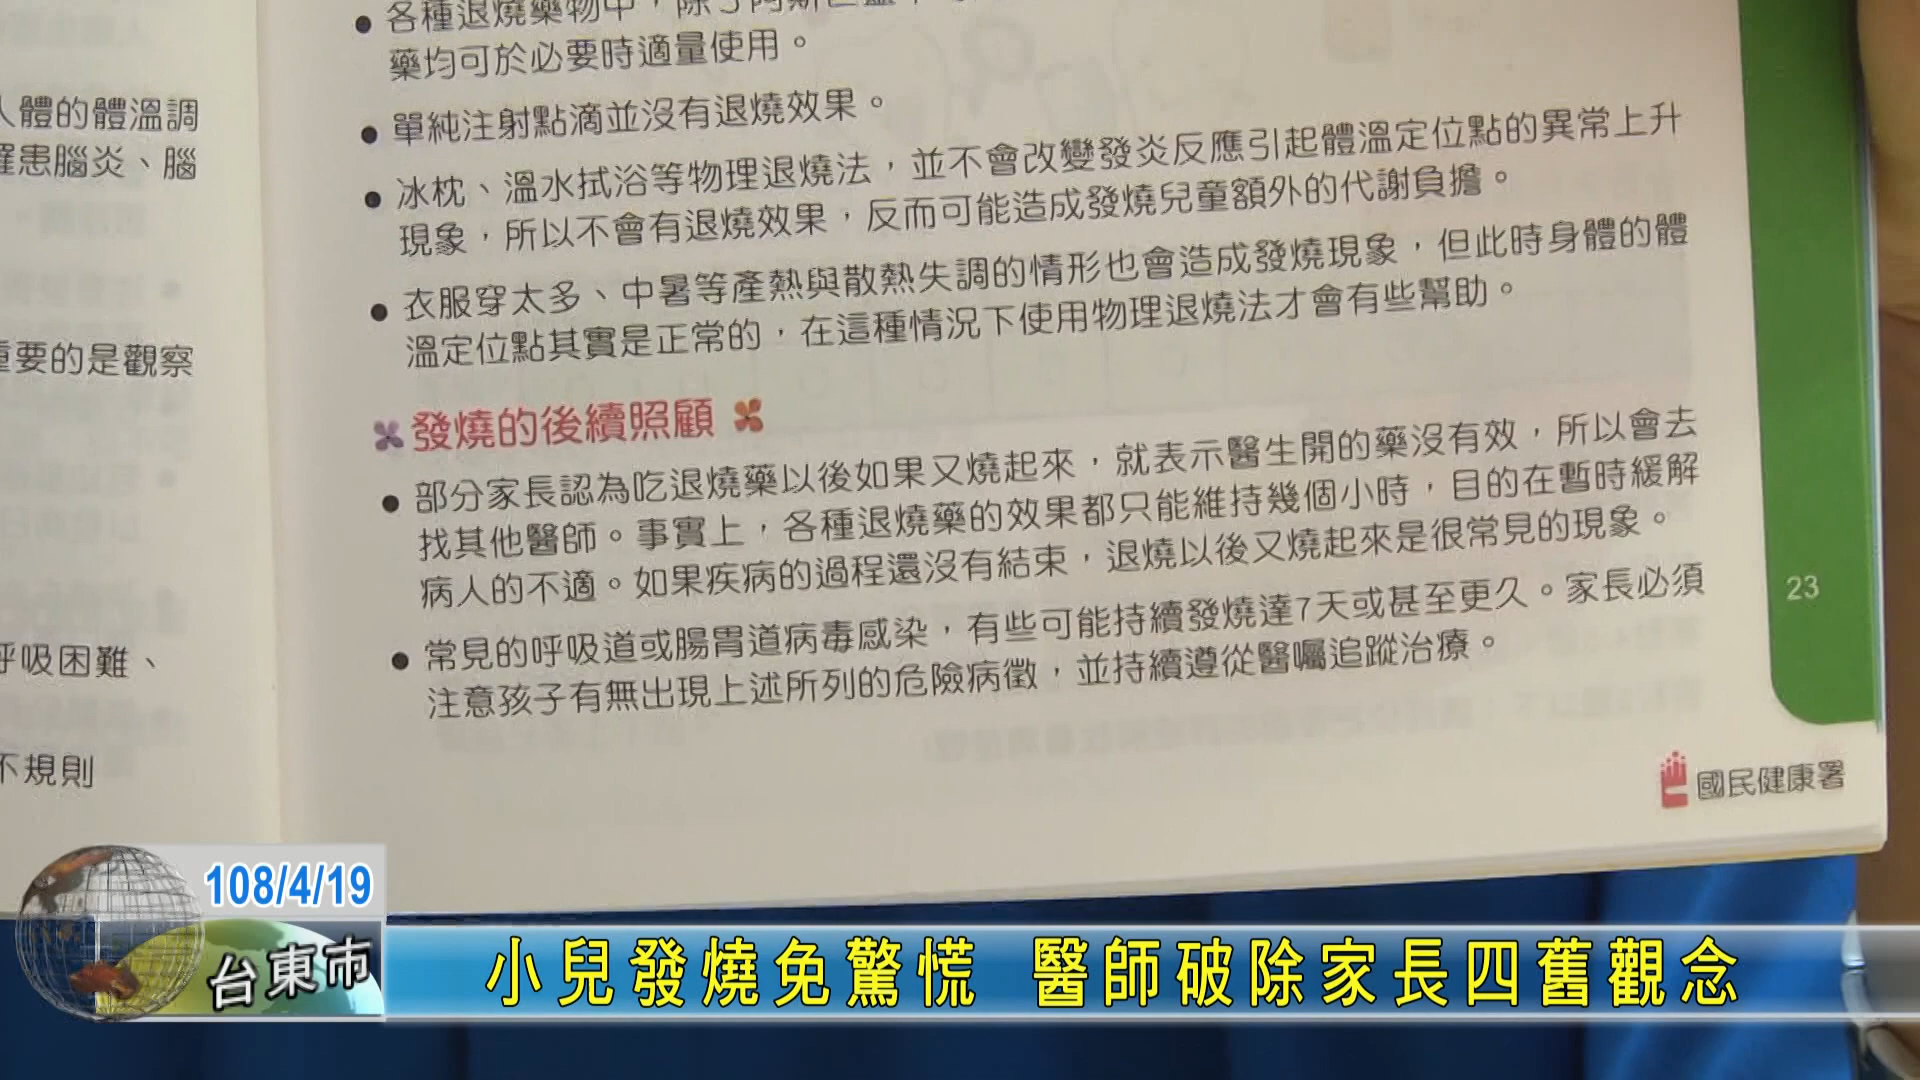 人體的體溫調
罹患腦炎、腦
重要的是觀察
呼吸困難、
不規則
各種退燒藥物中，除了阿斯匹靈
藥均可於必要時適量使用。
單純注射點滴並沒有退燒效果。
冰枕、溫水拭浴等物理退燒法，並不會改變發炎反應引起體溫定位點的異常上升
現象，所以不會有退燒效果，反而可能造成發燒兒童額外的代謝負擔。
衣服穿太多、中暑等產熱與散熱失調的情形也會造成發燒現象，但此時身體的體
溫定位點其實是正常的，在這種情況下使用物理退燒法才會有些幫助。
發燒的後續照顧
部分家長認為吃退燒藥以後如果又燒起來，就表示醫生開的藥沒有效，所以會去
找其他醫師。事實上，各種退燒藥的效果都只能維持幾個小時，目的在暫時緩解
病人的不適。如果疾病的過程還沒有結束，退燒以後又燒起來是很常見的現象。
常見的呼吸道或腸胃道病毒感染，有些可能持續發燒達7天或甚至更久。家長必須
注意孩子有無出現上述所列的危險病徵，並持續遵從醫囑追蹤治療。
23
國民健康署
108/4/19
台東市
小兒發燒免驚慌 醫師破除家長四舊觀念